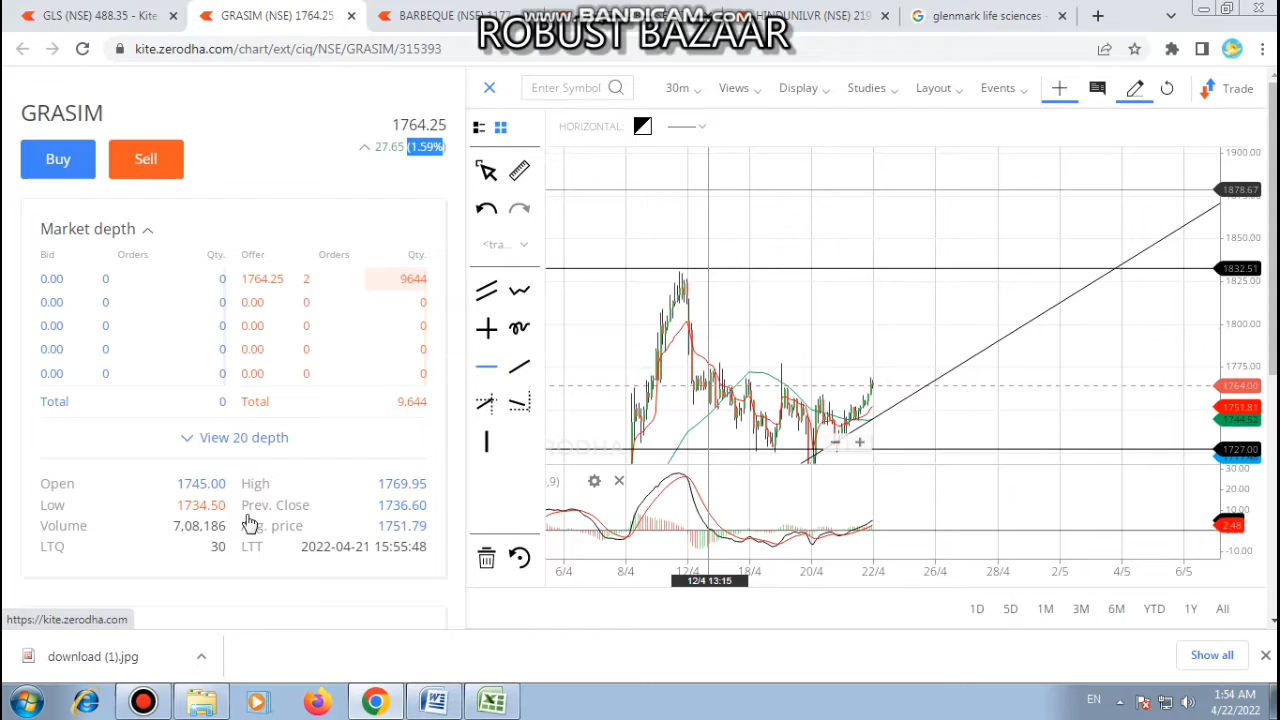 GLS 488.35 - Kite
GRASIM (NSE) 1764.25
BARBEQUE (NSE)
HINDUNILVR (NSE) 219
glenmark life sciences
www.BANDICAM.com
ROBUST BAZAAR
kite.zerodha.com/chart/ext/ciq/NSE/GRASIM/315393
GRASIM
1764.25
27.65 (1.59%)
Buy
Sell
Market depth
Bid Orders Qty. Offer Orders Qty.
0.00 0 0 1764.25 2 9644
0.00 0 0 0.00 0 0
0.00 0 0 0.00 0 0
0.00 0 0 0.00 0 0
0.00 0 0 0.00 0 0
Total 0 Total 9,644
View 20 depth
Open 1745.00 High 1769.95
Low 1734.50 Prev. Close 1736.60
Volume 7,08,186 price 1751.79
LTQ 30 LTT 2022-04-21 15:55:48
https://kite.zerodha.com
Enter Symbol
30m Views Display Studies Layout Events Trade
HORIZONTAL:
<tra...
1900.00
1878.67
1850.00
1832.51
1825.00
1800.00
1775.00
1764.00
1751.81
1744.52
1727.00
ERODHA
,9)
30.00
20.00
10.00
2.48
-10.00
6/4 8/4 12/4 18/4 20/4 22/4 26/4 28/4 2/5 4/5 6/5
12/4 13:15
1D 5D 1M 3M 6M YTD 1Y All
download (1).jpg
Show all
EN
1:54 AM
4/22/2022